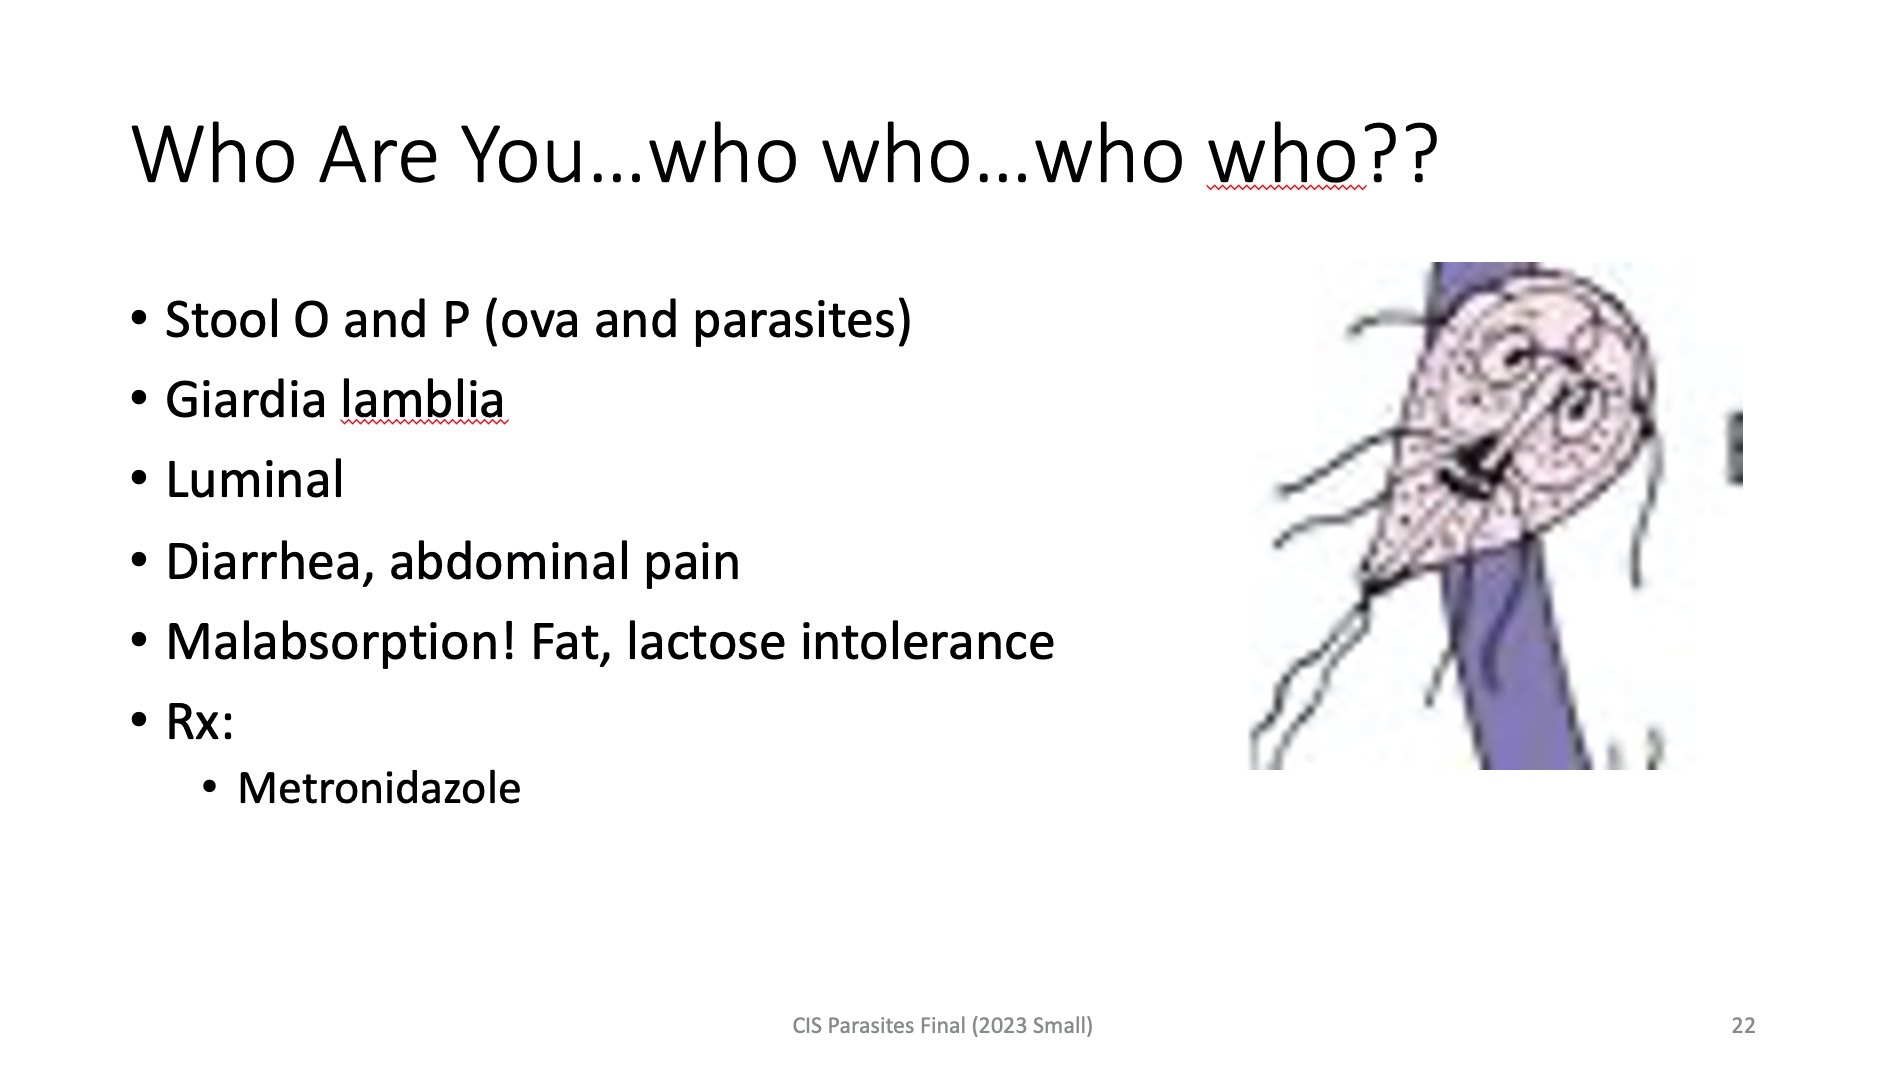 Who Are You...who who...who who??
• Stool O and P (ova and parasites)
• Giardia lamblia
• Luminal
• Diarrhea, abdominal pain
• Malabsorption! Fat, lactose intolerance
• Rx:
• Metronidazole
CIS Parasites Final (2023 Small)
22